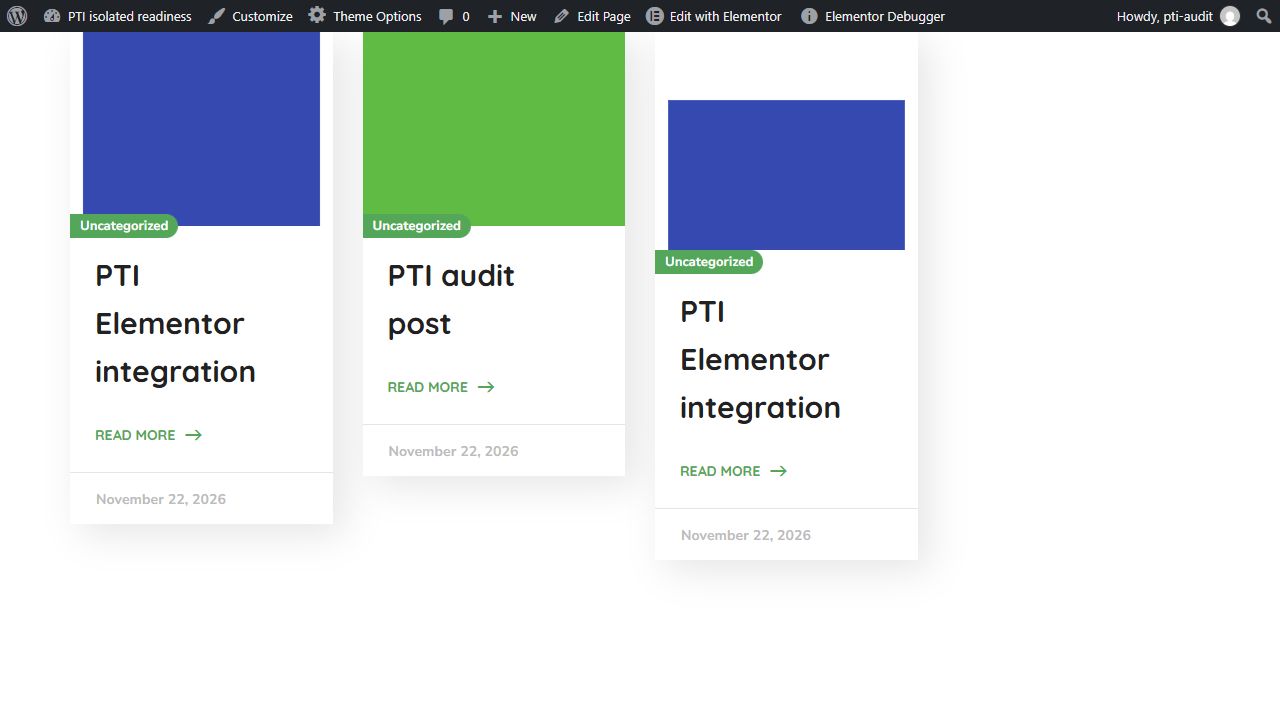 PTI isolated readiness Customize Theme Options 0 New Edit Page Edit with Elementor Elementor Debugger Howdy, pti-audit
Uncategorized
PTI
Elementor
integration
READ MORE
November 22, 2026
Uncategorized
PTI audit
post
READ MORE
November 22, 2026
Uncategorized
PTI
Elementor
integration
READ MORE
November 22, 2026